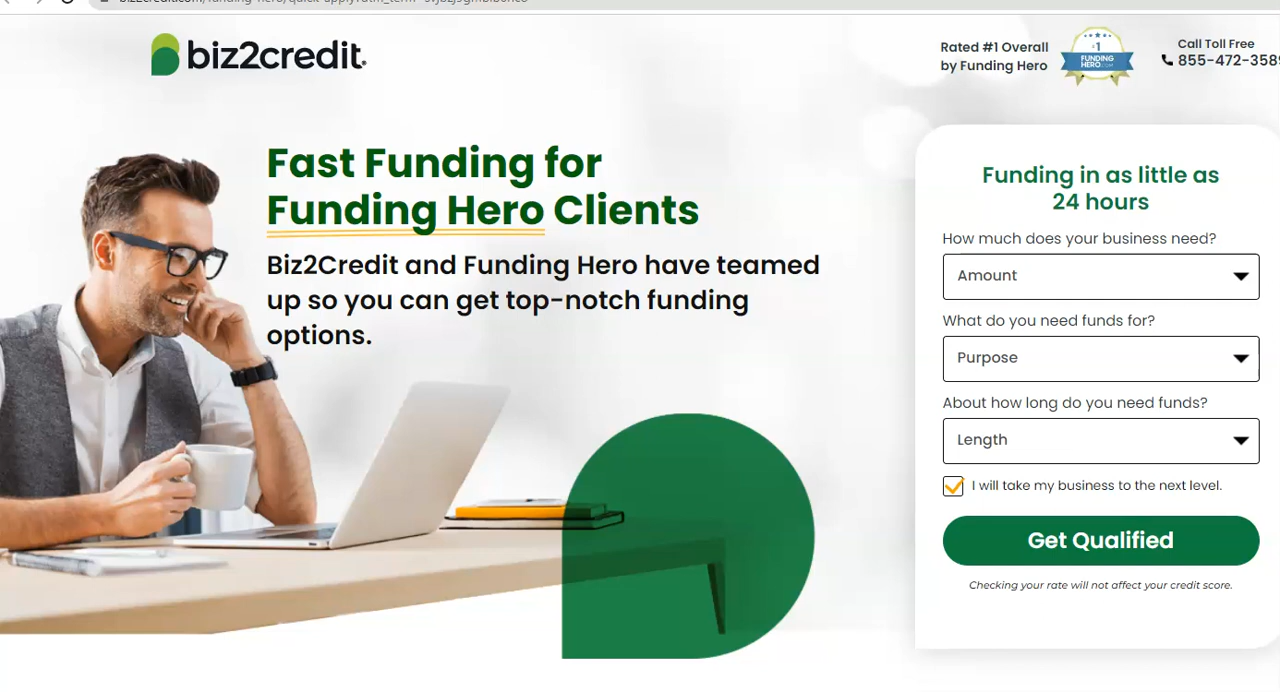 biz2credit
Rated #1 Overall
by Funding Hero
#1
FUNDING
HERO
Call Toll Free
855-472-358
Fast Funding for
Funding Hero Clients
Biz2Credit and Funding Hero have teamed
up so you can get top-notch funding
options.
Funding in as little as
24 hours
How much does your business need?
Amount
What do you need funds for?
Purpose
About how long do you need funds?
Length
I will take my business to the next level.
Get Qualified
Checking your rate will not affect your credit score.